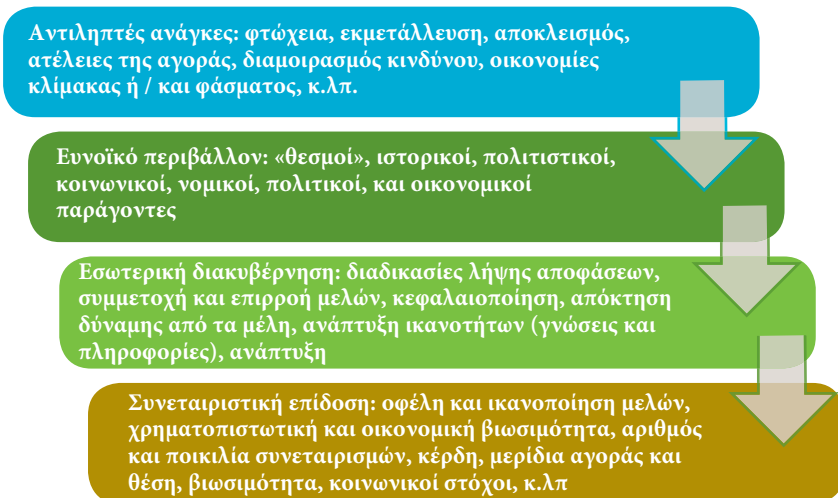 Αντιληπτές ανάγκες: φτώχεια, εκμετάλλευση, αποκλεισμός,
ατέλειες της αγοράς, διαμοιρασμός κινδύνου, οικονομίες
κλίμακας ή / και φάσματος, κ.λπ.
Ευνοϊκό περιβάλλον: «θεσμοί», ιστορικοί, πολιτιστικοί,
κοινωνικοί, νομικοί, πολιτικοί, και οικονομικοί
παράγοντες
Εσωτερική διακυβέρνηση: διαδικασίες λήψης αποφάσεων,
συμμετοχή και επιρροή μελών, κεφαλαιοποίηση, απόκτηση
δύναμης από τα μέλη, ανάπτυξη ικανοτήτων (γνώσεις και
πληροφορίες), ανάπτυξη
Συνεταιριστική επίδοση: οφέλη και ικανοποίηση μελών,
χρηματοπιστωτική και οικονομική βιωσιμότητα, αριθμός
και ποικιλία συνεταιρισμών, κέρδη, μερίδια αγοράς και
θέση, βιωσιμότητα, κοινωνικοί στόχοι, κ.λπ